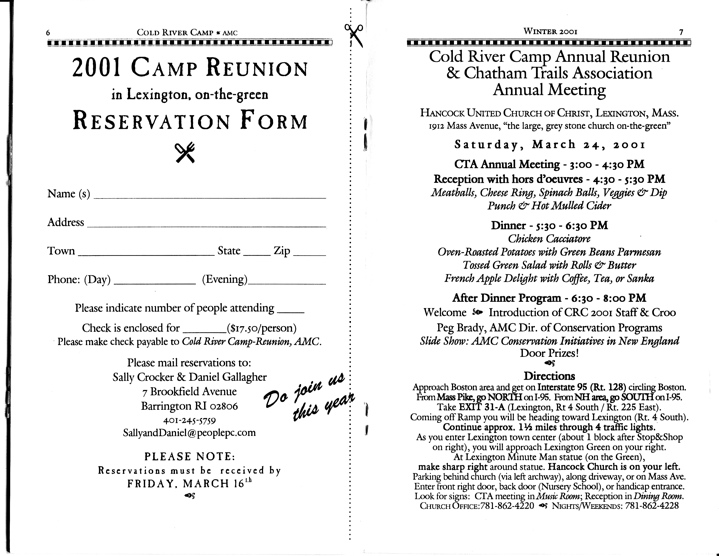 6
COLD RIVER CAMP • AMC
2001 CAMP REUNION
in Lexington, on-the-green
RESERVATION FORM
Name (s)
Address
Town State Zip
Phone: (Day) (Evening)
Please indicate number of people attending
Check is enclosed for ($17.50/person)
Please make check payable to Cold River Camp-Reunion, AMC.
Please mail reservations to:
Sally Crocker & Daniel Gallagher
7 Brookfield Avenue
Barrington RI 02806
401-245-5759
SallyandDaniel@peoplepc.com
Do join us
this year
PLEASE NOTE:
Reservations must be received by
FRIDAY, MARCH 16th
WINTER 2001
7
Cold River Camp Annual Reunion
& Chatham Trails Association
Annual Meeting
HANCOCK UNITED CHURCH OF CHRIST, LEXINGTON, MASS.
1912 Mass Avenue, "the large, grey stone church on-the-green"
Saturday, March 24, 2001
CTA Annual Meeting - 3:00 - 4:30 PM
Reception with hors d'oeuvres - 4:30 - 5:30 PM
Meatballs, Cheese Ring, Spinach Balls, Veggies & Dip
Punch & Hot Mulled Cider
Dinner - 5:30 - 6:30 PM
Chicken Cacciatore
Oven-Roasted Potatoes with Green Beans Parmesan
Tossed Green Salad with Rolls & Butter
French Apple Delight with Coffee, Tea, or Sanka
After Dinner Program - 6:30 - 8:00 PM
Welcome Introduction of CRC 2001 Staff & Croo
Peg Brady, AMC Dir. of Conservation Programs
Slide Show: AMC Conservation Initiatives in New England
Door Prizes!
Directions
Approach Boston area and get on Interstate 95 (Rt. 128) circling Boston.
From Mass Pike, go NORTH on I-95. From NH area, go SOUTH on I-95.
Take EXIT 31-A (Lexington, Rt 4 South / Rt. 225 East).
Coming off Ramp you will be heading toward Lexington (Rt. 4 South).
Continue approx. 1½ miles through 4 traffic lights.
As you enter Lexington town center (about 1 block after Stop&Shop
on right), you will approach Lexington Green on your right.
At Lexington Minute Man statue (on the Green),
make sharp right around statue. Hancock Church is on your left.
Parking behind church (via left archway), along driveway, or on Mass Ave.
Enter front right door, back door (Nursery School), or handicap entrance.
Look for signs: CTA meeting in Music Room; Reception in Dining Room.
CHURCH OFFICE:781-862-4220 NIGHTS/WEEKENDS: 781-862-4228